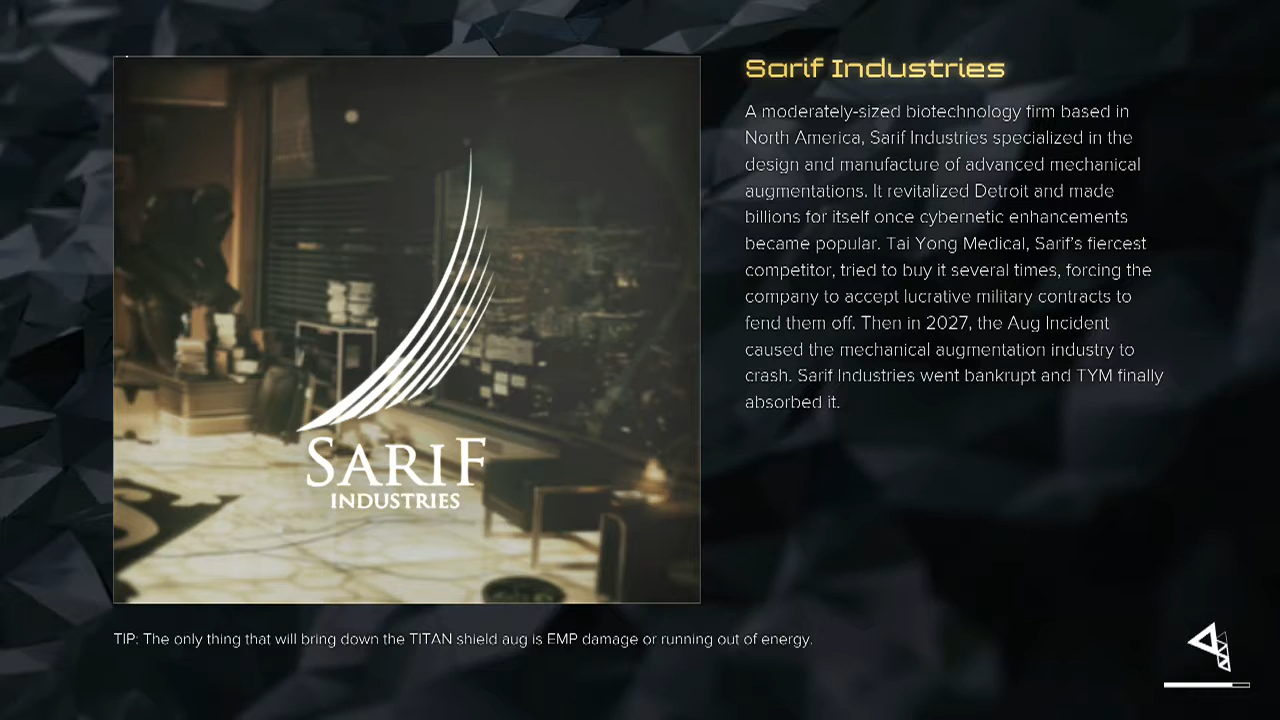 Sarif Industries
A moderately-sized biotechnology firm based in
North America, Sarif Industries specialized in the
design and manufacture of advanced mechanical
augmentations. It revitalized Detroit and made
billions for itself once cybernetic enhancements
became popular. Tai Yong Medical, Sarif's fiercest
competitor, tried to buy it several times, forcing the
company to accept lucrative military contracts to
fend them off. Then in 2027, the Aug Incident
caused the mechanical augmentation industry to
crash. Sarif Industries went bankrupt and TYM finally
absorbed it.
SARIF
INDUSTRIES
TIP: The only thing that will bring down the TITAN shield aug is EMP damage or running out of energy.